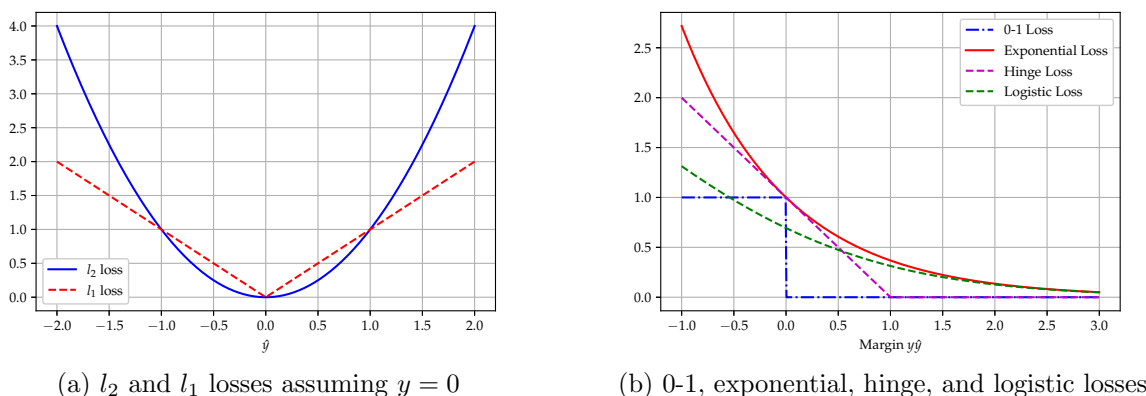 4.0
3.5
3.0
2.5
2.0
1.5
1.0
0.5
0.0
l₂ loss
l₁ loss
−2.0 −1.5 −1.0 −0.5 0.0 0.5 1.0 1.5 2.0
ŷ
(a) l₂ and l₁ losses assuming y = 0
2.5
2.0
1.5
1.0
0.5
0.0
0-1 Loss
Exponential Loss
Hinge Loss
Logistic Loss
−1.0 −0.5 0.0 0.5 1.0 1.5 2.0 2.5 3.0
Margin yŷ
(b) 0-1, exponential, hinge, and logistic losses